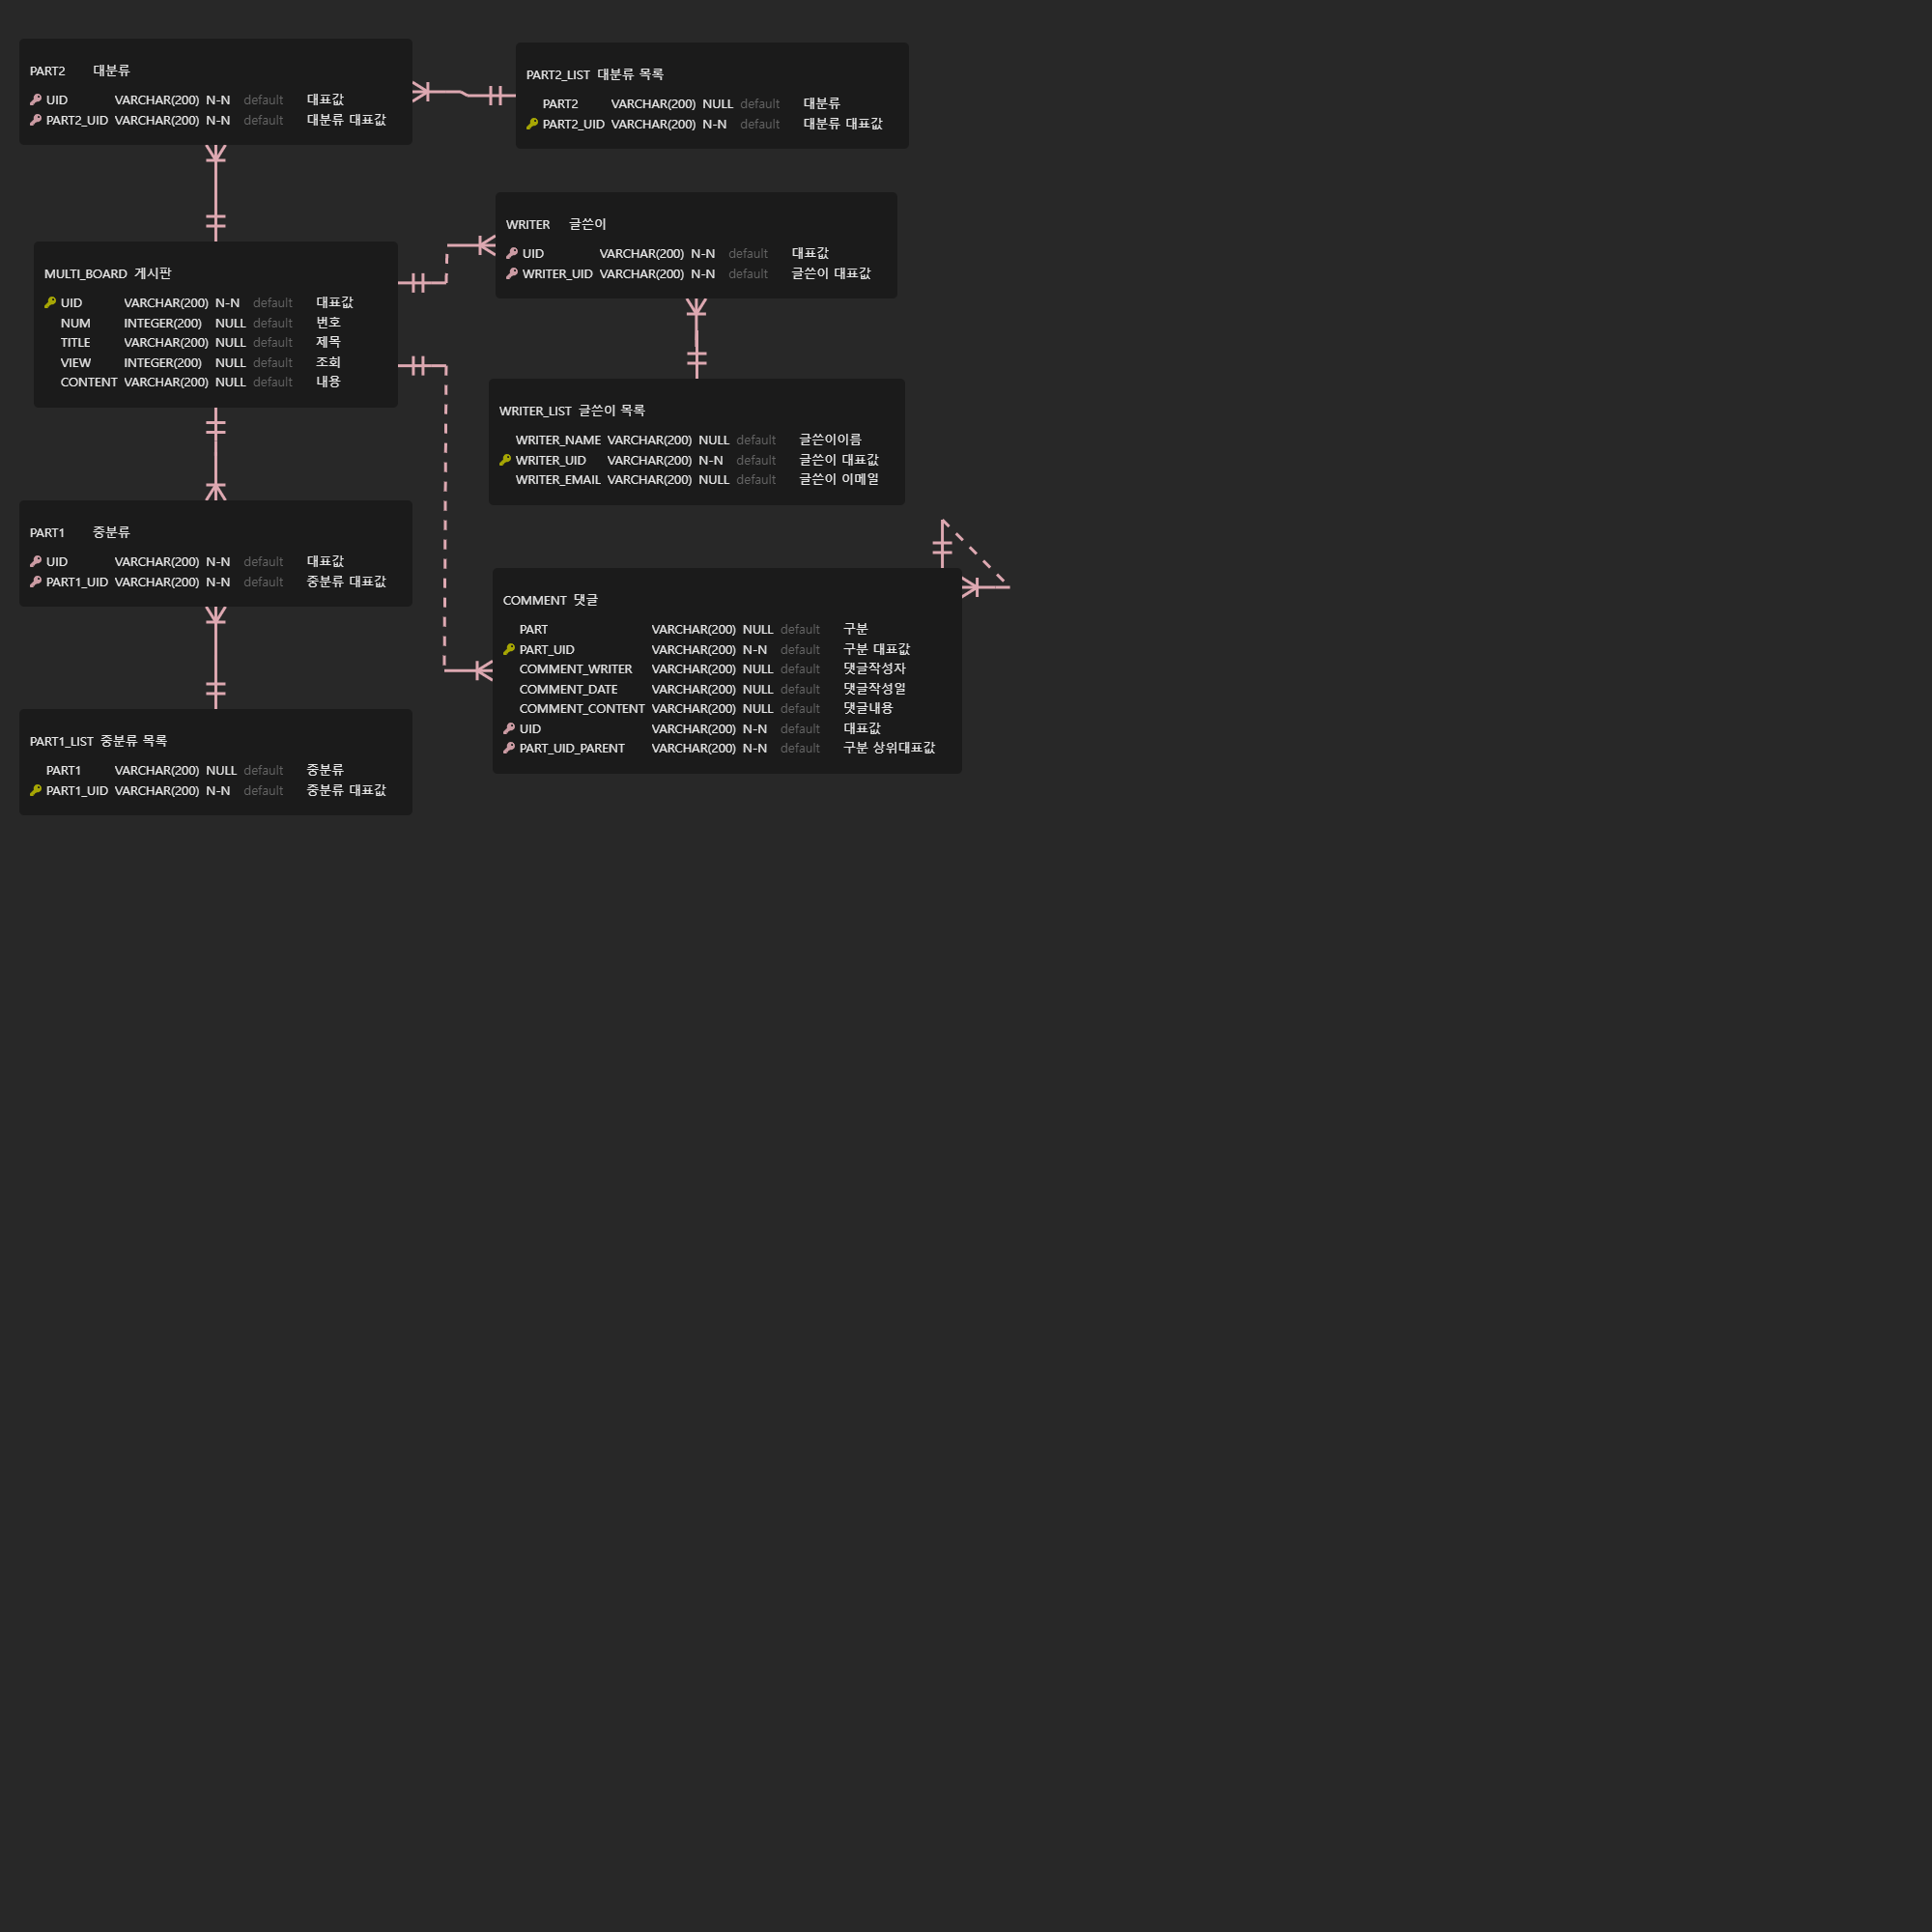 PART2 대분류
UID VARCHAR(200) N-N default 대표값
PART2_UID VARCHAR(200) N-N default 대분류 대표값
PART2_LIST 대분류 목록
PART2 VARCHAR(200) NULL default 대분류
PART2_UID VARCHAR(200) N-N default 대분류 대표값
WRITER 글쓴이
UID VARCHAR(200) N-N default 대표값
WRITER_UID VARCHAR(200) N-N default 글쓴이 대표값
MULTI_BOARD 게시판
UID VARCHAR(200) N-N default 대표값
NUM INTEGER(200) NULL default 번호
TITLE VARCHAR(200) NULL default 제목
VIEW INTEGER(200) NULL default 조회
CONTENT VARCHAR(200) NULL default 내용
WRITER_LIST 글쓴이 목록
WRITER_NAME VARCHAR(200) NULL default 글쓴이이름
WRITER_UID VARCHAR(200) N-N default 글쓴이 대표값
WRITER_EMAIL VARCHAR(200) NULL default 글쓴이 이메일
PART1 중분류
UID VARCHAR(200) N-N default 대표값
PART1_UID VARCHAR(200) N-N default 중분류 대표값
COMMENT 댓글
PART VARCHAR(200) NULL default 구분
PART_UID VARCHAR(200) N-N default 구분 대표값
COMMENT_WRITER VARCHAR(200) NULL default 댓글작성자
COMMENT_DATE VARCHAR(200) NULL default 댓글작성일
COMMENT_CONTENT VARCHAR(200) NULL default 댓글내용
UID VARCHAR(200) N-N default 대표값
PART_UID_PARENT VARCHAR(200) N-N default 구분 상위대표값
PART1_LIST 중분류 목록
PART1 VARCHAR(200) NULL default 중분류
PART1_UID VARCHAR(200) N-N default 중분류 대표값